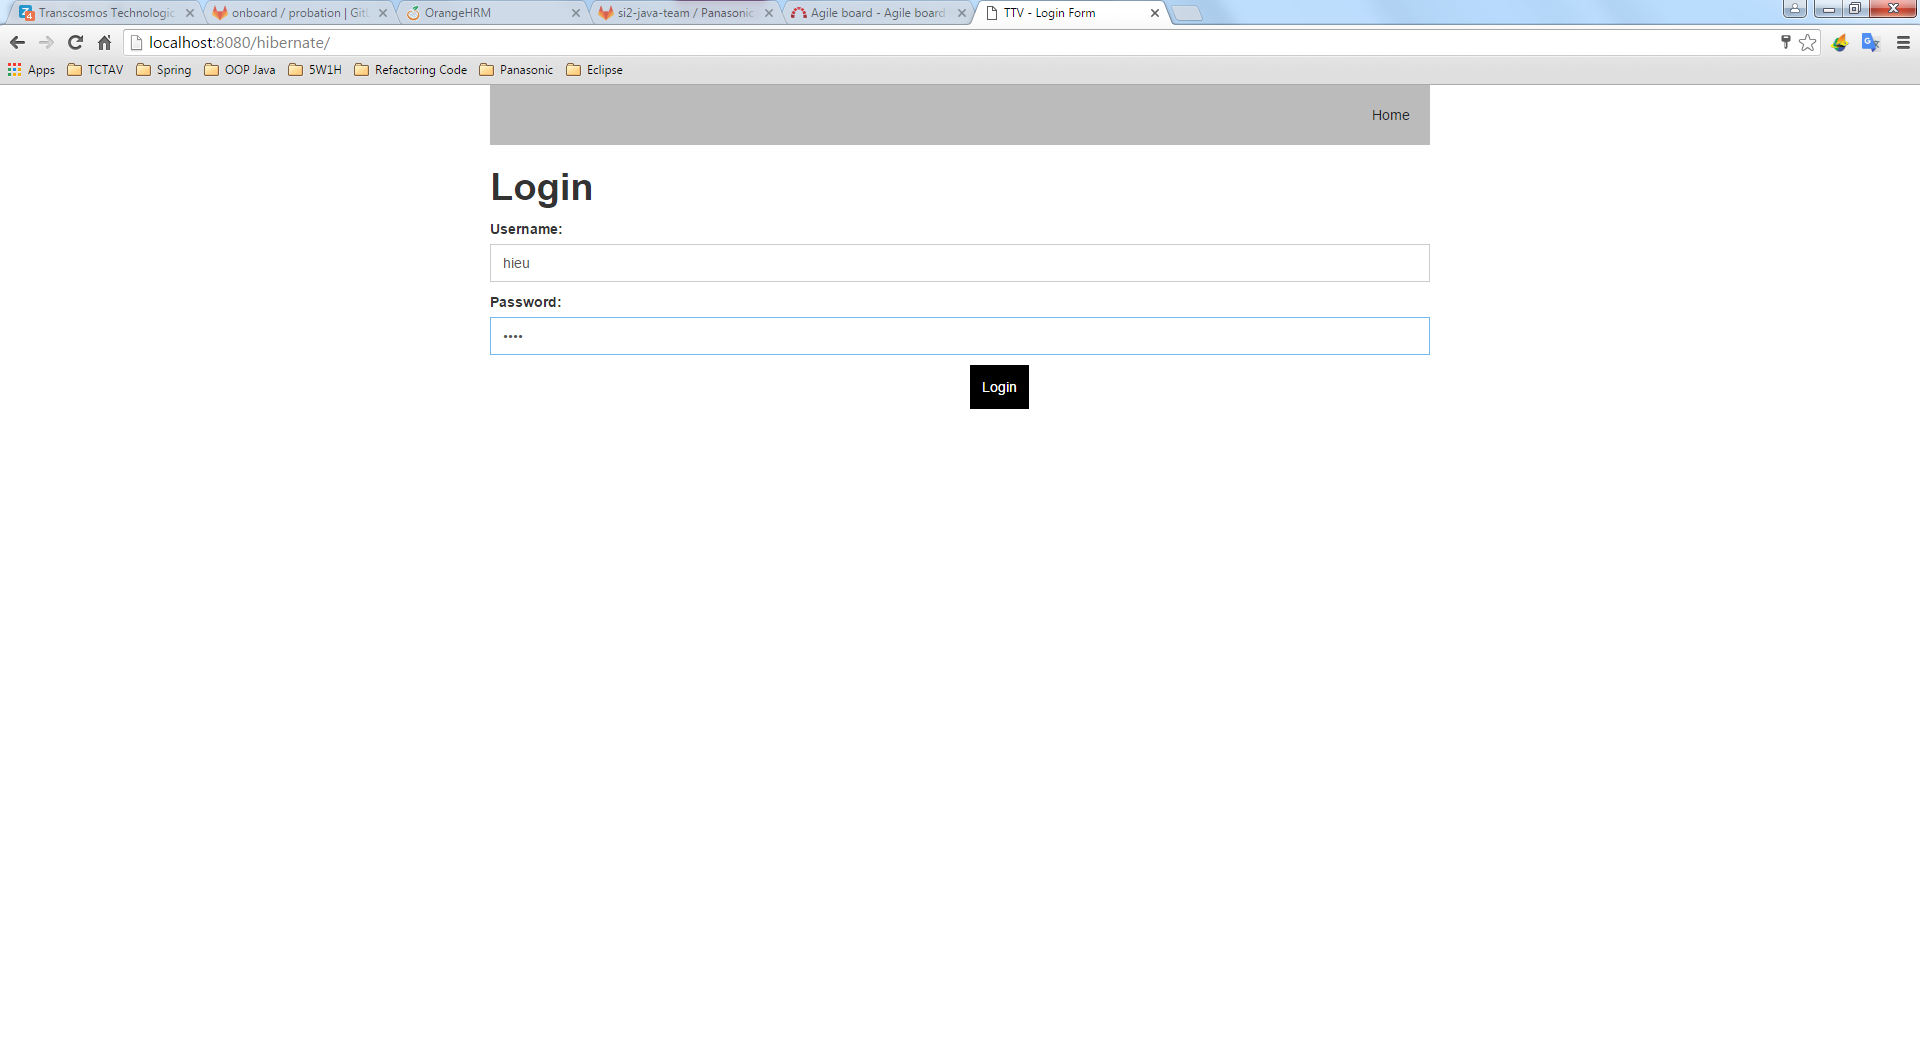 Transcosmos Technologic onboard / probation | Git OrangeHRM si2-java-team / Panasonic Agile board - Agile board TTV - Login Form
localhost:8080/hibernate/
Apps TCTAV Spring OOP Java 5W1H Refactoring Code Panasonic Eclipse
Home
Login
Username:
hieu
Password:
••••
Login